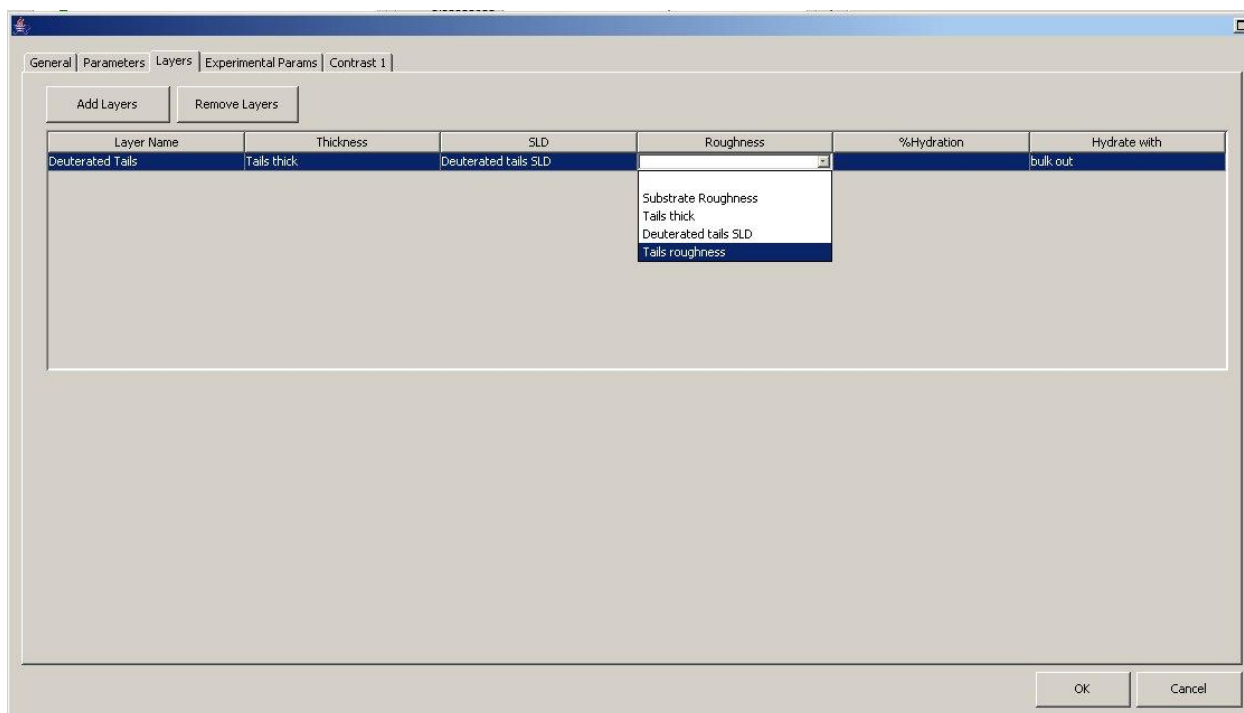 General Parameters Layers Experimental Params Contrast 1
Add Layers Remove Layers
Layer Name Thickness SLD Roughness %Hydration Hydrate with
Deuterated Tails Tails thick Deuterated tails SLD bulk out
Substrate Roughness
Tails thick
Deuterated tails SLD
Tails roughness
OK Cancel